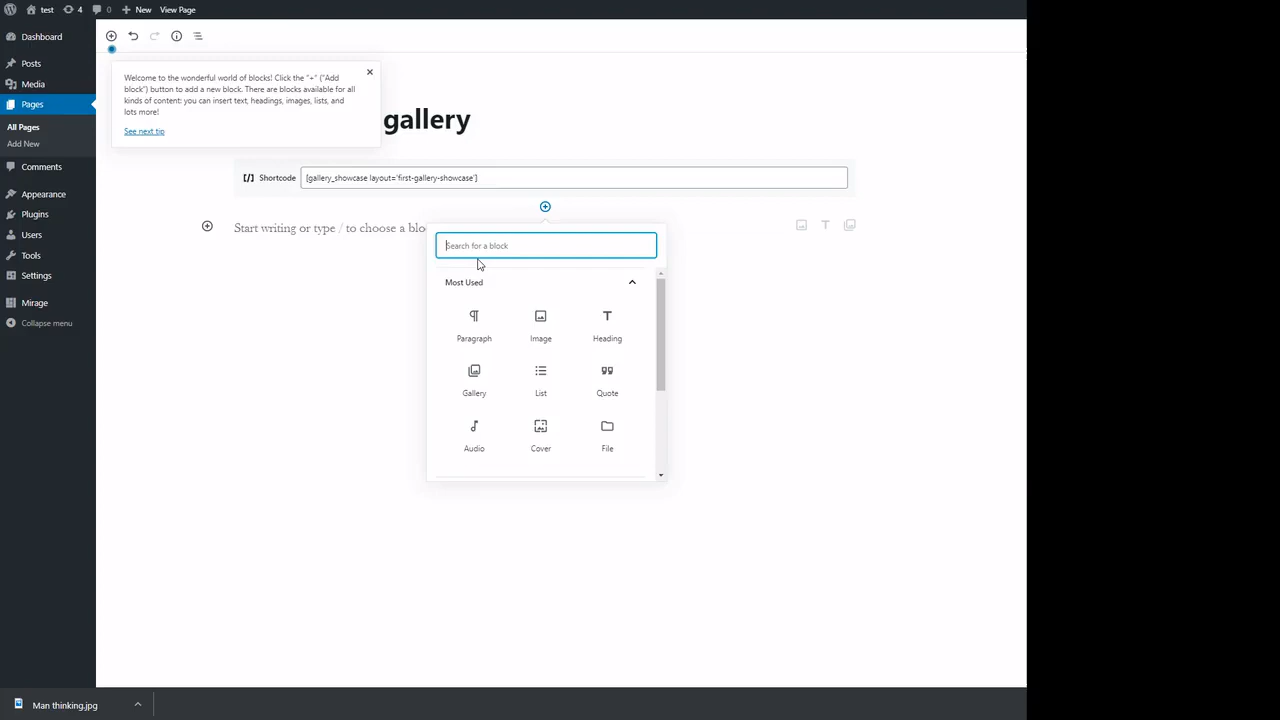 test 4 0 New View Page
Dashboard
Posts
Media
Pages
All Pages
Add New
Comments
Appearance
Plugins
Users
Tools
Settings
Mirage
Collapse menu
Welcome to the wonderful world of blocks! Click the "+" ("Add
block") button to add a new block. There are blocks available for all
kinds of content: you can insert text, headings, images, lists, and
lots more!
See next tip
gallery
[/] Shortcode [gallery_showcase layout='first-gallery-showcase']
Start writing or type / to choose a blo
Search for a block
Most Used
Paragraph Image Heading
Gallery List Quote
Audio Cover File
Man thinking.jpg